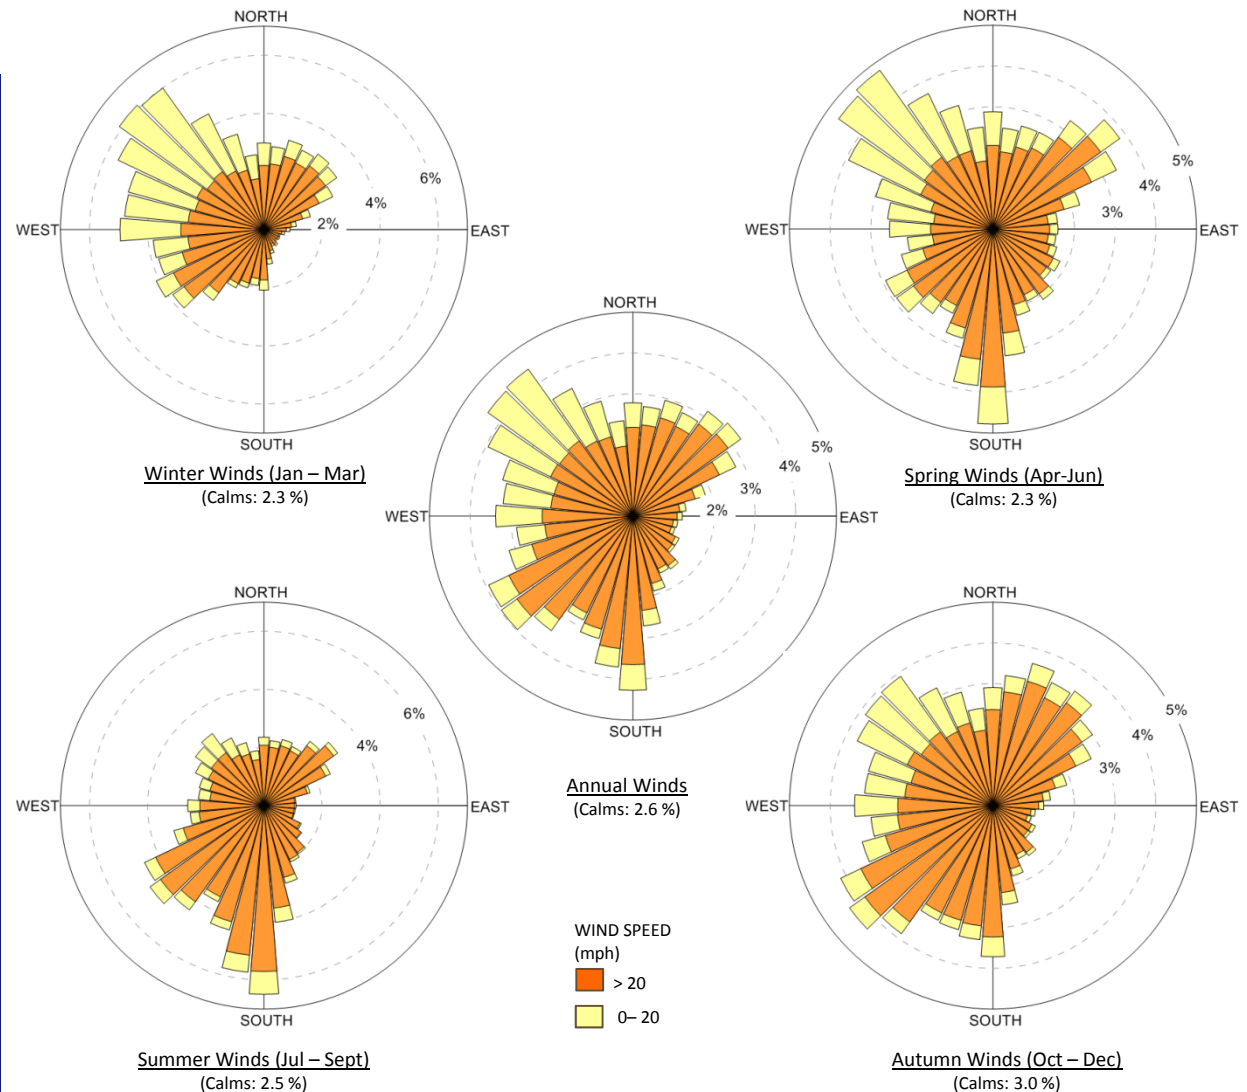 NORTH
6%
4%
2%
WEST
EAST
SOUTH
Winter Winds (Jan – Mar)
(Calms: 2.3 %)
NORTH
5%
4%
3%
WEST
EAST
SOUTH
Spring Winds (Apr-Jun)
(Calms: 2.3 %)
NORTH
5%
4%
3%
2%
WEST
EAST
SOUTH
Annual Winds
(Calms: 2.6 %)
NORTH
6%
4%
WEST
EAST
SOUTH
Summer Winds (Jul – Sept)
(Calms: 2.5 %)
WIND SPEED
(mph)
> 20
0– 20
NORTH
5%
4%
3%
WEST
EAST
SOUTH
Autumn Winds (Oct – Dec)
(Calms: 3.0 %)